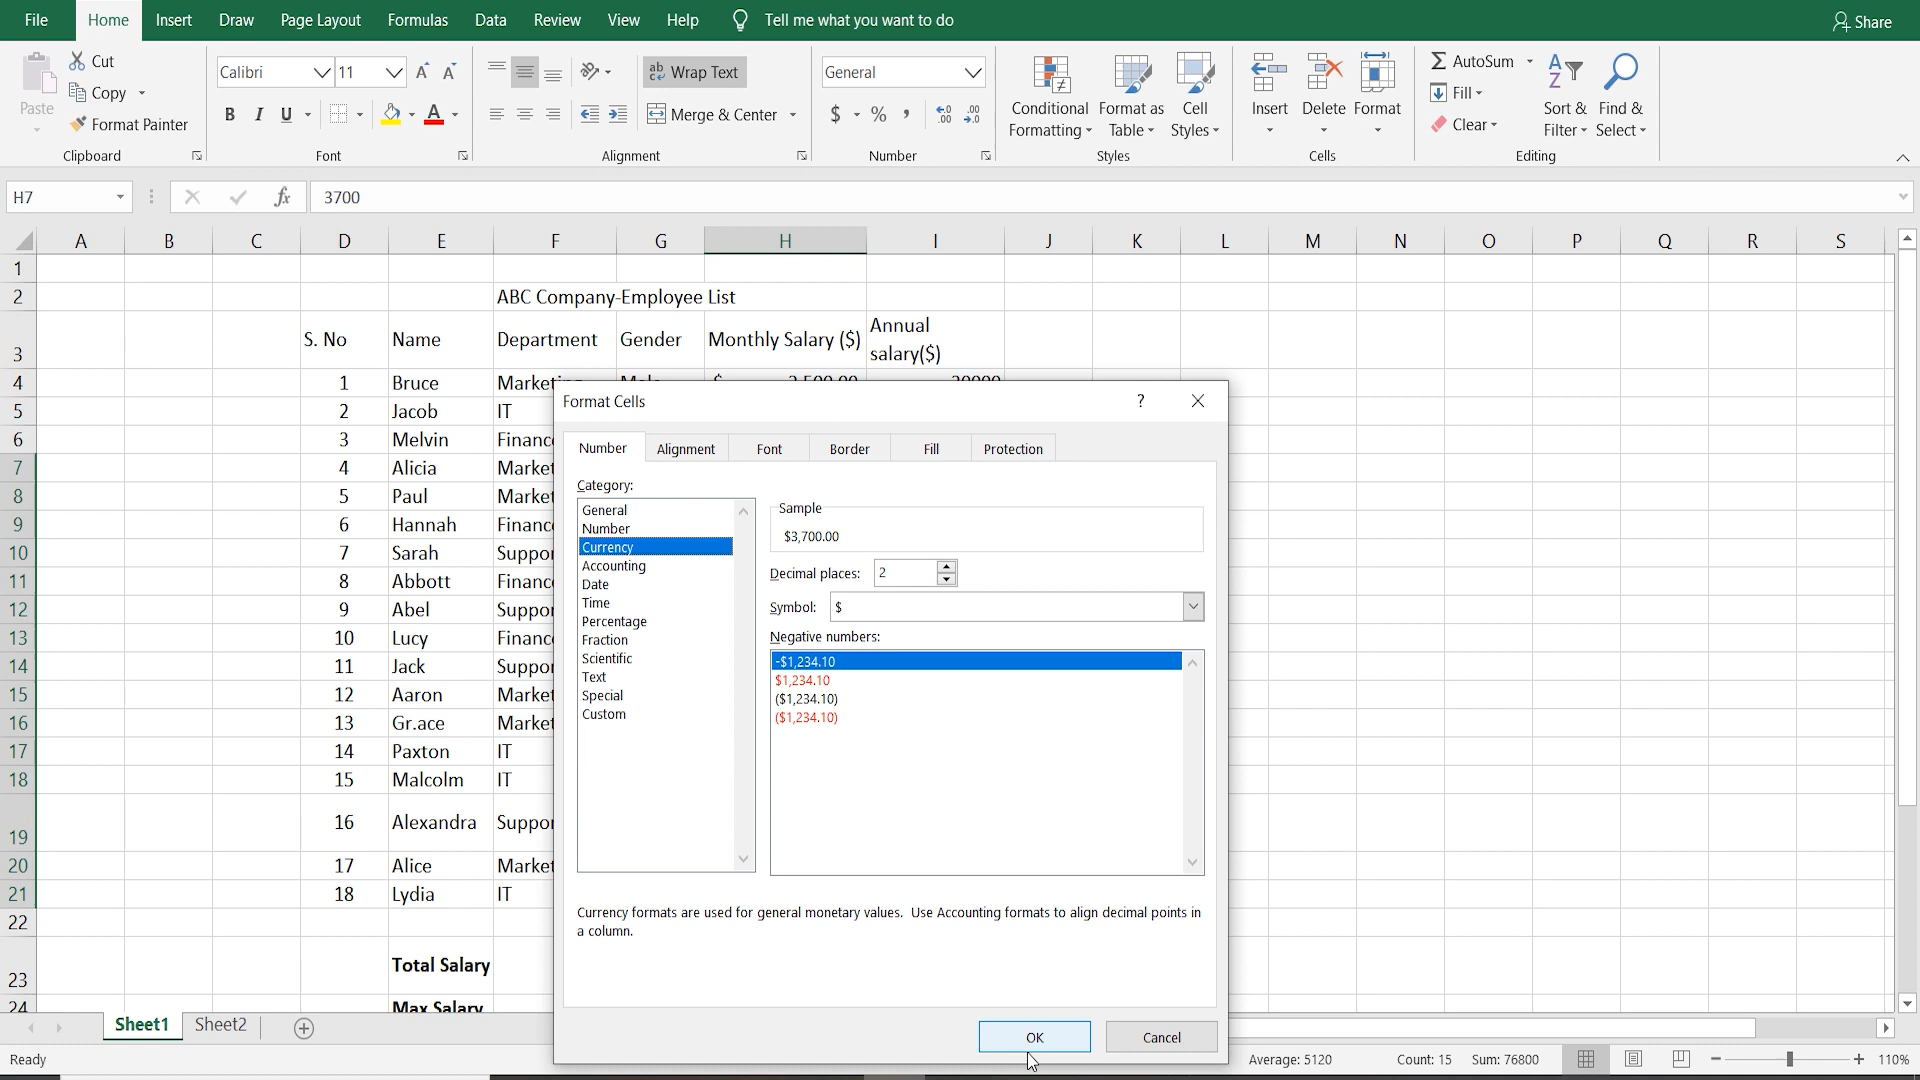 File Home Insert Draw Page Layout Formulas Data Review View Help Tell me what you want to do Share
Paste Cut
Copy
Format Painter
Clipboard
Calibri 11
B I U
Font
Wrap Text
Merge & Center
Alignment
General
$ % ,
Number
Conditional Formatting
Format as Table
Cell Styles
Styles
Insert Delete Format
Cells
AutoSum
Fill
Clear
Sort & Filter
Find & Select
Editing
H7 fx 3700
A B C D E F G H I J K L M N O P Q R S
1
2 ABC Company-Employee List
3 S. No Name Department Gender Monthly Salary ($) Annual salary($)
4 1 Bruce
5 2 Jacob IT
6 3 Melvin Financ
7 4 Alicia Market
8 5 Paul Market
9 6 Hannah Financ
10 7 Sarah Suppor
11 8 Abbott Financ
12 9 Abel Suppor
13 10 Lucy Financ
14 11 Jack Suppor
15 12 Aaron Market
16 13 Gr.ace Market
17 14 Paxton IT
18 15 Malcolm IT
19 16 Alexandra Suppor
20 17 Alice Market
21 18 Lydia IT
22
23 Total Salary
24 Max Salary
Format Cells ?
Number Alignment Font Border Fill Protection
Category:
General
Number
Currency
Accounting
Date
Time
Percentage
Fraction
Scientific
Text
Special
Custom
Sample
$3,700.00
Decimal places: 2
Symbol: $
Negative numbers:
-$1,234.10
$1,234.10
($1,234.10)
($1,234.10)
Currency formats are used for general monetary values. Use Accounting formats to align decimal points in
a column.
OK Cancel
Sheet1 Sheet2
Ready Average: 5120 Count: 15 Sum: 76800 110%